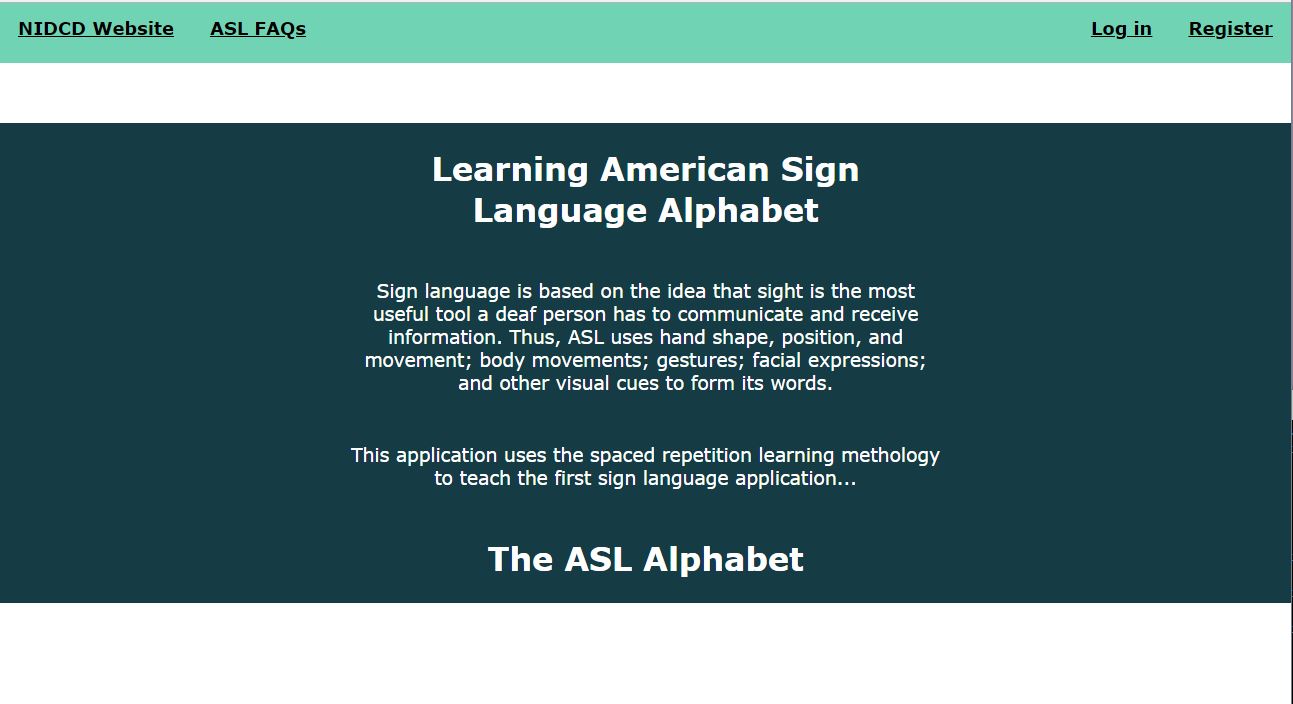 NIDCD Website ASL FAQs Log in Register
Learning American Sign
Language Alphabet
Sign language is based on the idea that sight is the most
useful tool a deaf person has to communicate and receive
information. Thus, ASL uses hand shape, position, and
movement; body movements; gestures; facial expressions;
and other visual cues to form its words.
This application uses the spaced repetition learning methology
to teach the first sign language application...
The ASL Alphabet